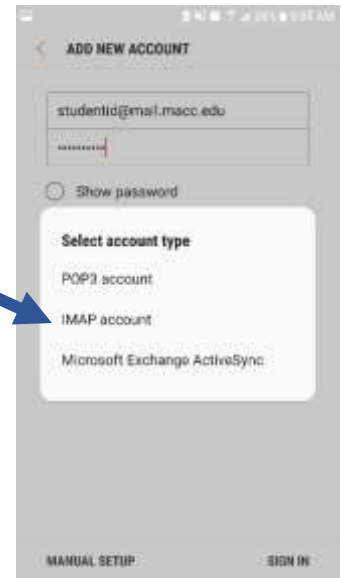 ADD NEW ACCOUNT
studentid@mail.macc.edu
Show password
Select account type
POP3 account
IMAP account
Microsoft Exchange ActiveSync
MANUAL SETUP SIGN IN